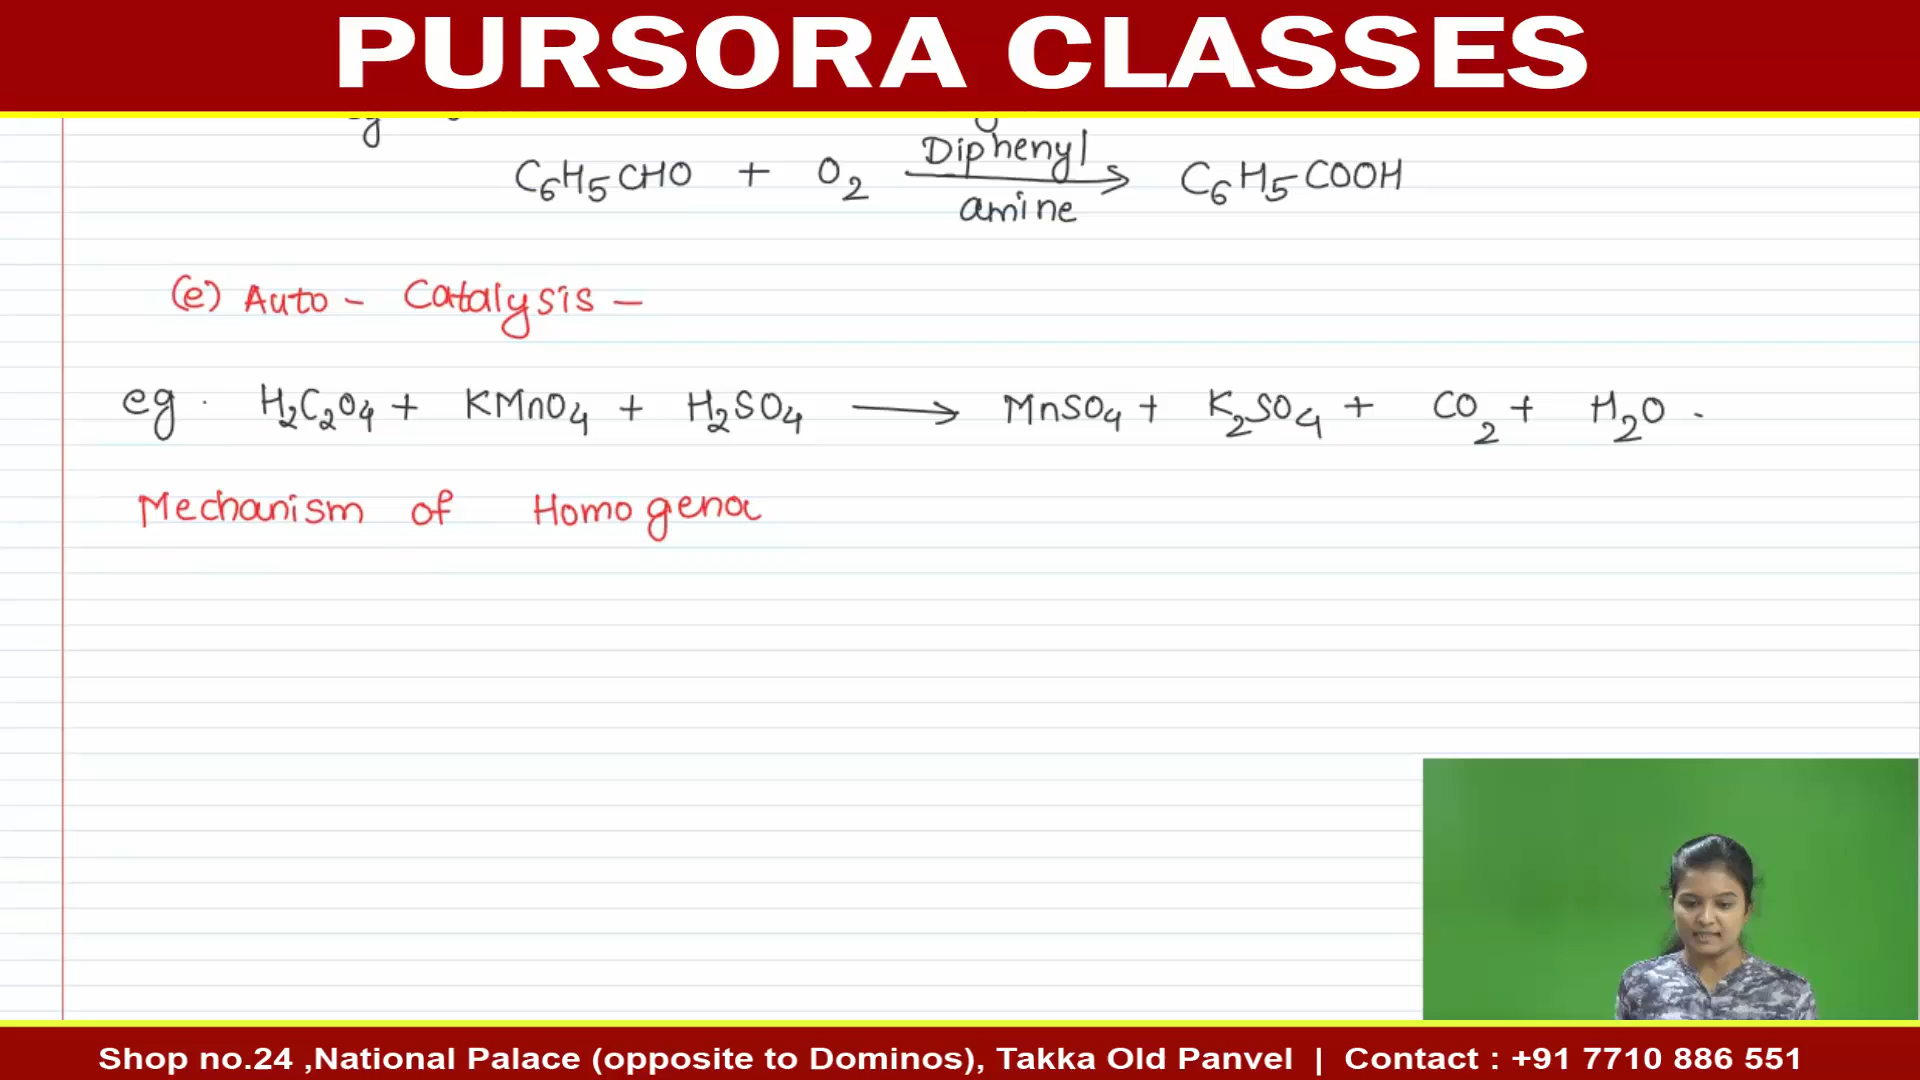 PURSORA CLASSES
eg
Diphenyl
C₆H₅CHO + O₂ → C₆H₅COOH
amine
(e) Auto - Catalysis -
eg. H₂C₂O₄ + KMnO₄ + H₂SO₄ → MnSO₄ + K₂SO₄ + CO₂ + H₂O.
Mechanism of Homogena
Shop no.24 ,National Palace (opposite to Dominos), Takka Old Panvel | Contact : +91 7710 886 551